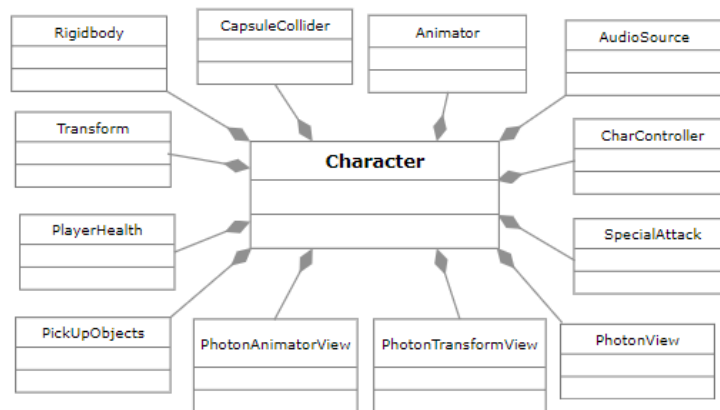 Rigidbody
CapsuleCollider
Animator
AudioSource
Transform
Character
CharController
PlayerHealth
SpecialAttack
PickUpObjects
PhotonAnimatorView
PhotonTransformView
PhotonView